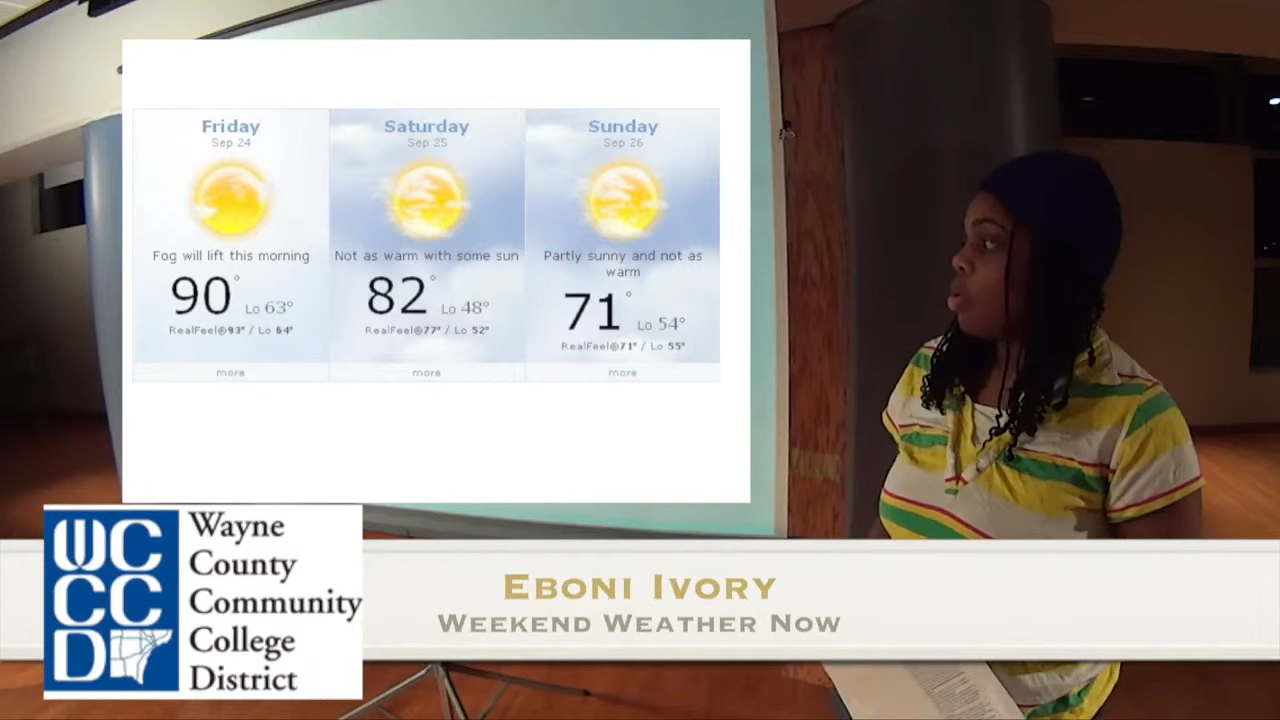 Friday
Sep 24
Fog will lift this morning
90°
Lo 63°
RealFeel® 93° / Lo 64°
more
Saturday
Sep 25
Not as warm with some sun
82°
Lo 48°
RealFeel® 77° / Lo 52°
more
Sunday
Sep 26
Partly sunny and not as
warm
71°
Lo 54°
RealFeel® 71° / Lo 55°
more
WC
CC
D
Wayne
County
Community
College
District
EBONI IVORY
WEEKEND WEATHER NOW